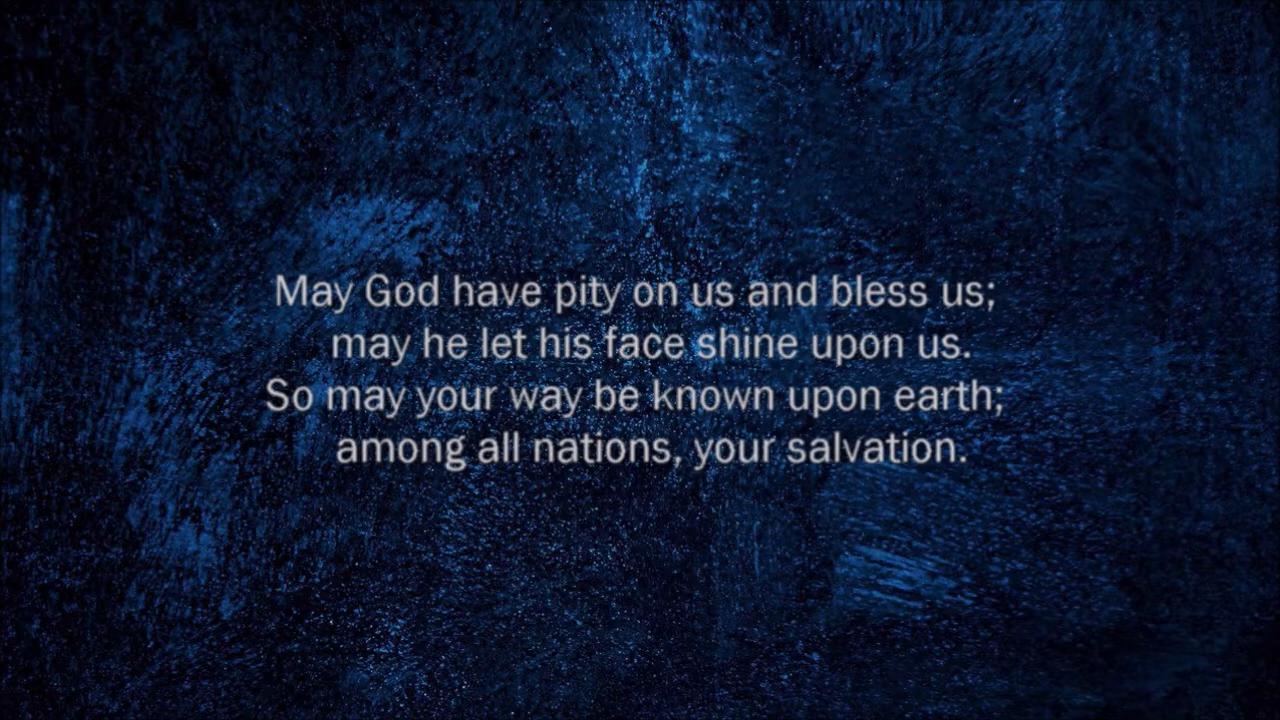 May God have pity on us and bless us;
may he let his face shine upon us.
So may your way be known upon earth;
among all nations, your salvation.